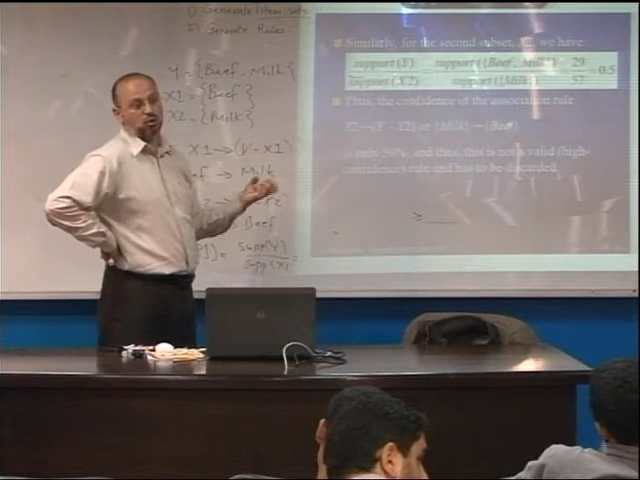 1) Generate Item sets
2) Generate Rules
Y = {Beef, Milk}
X1 = {Beef}
X2 = {Milk}
X1 → (Y-X1)
→ Milk
Beef
Supp(Y)
Supp(X1) =
Similarly, for the second subset, we have:
support(Y) support({Beef, Milk}) 29
= 0.5
support(X2) support({Milk}) 57
Thus, the confidence of the association rule
X2→(Y-X2) or {Milk}→{Beef}
is only 50%, and thus, this is not a valid (high-
confidence) rule and has to be discarded.